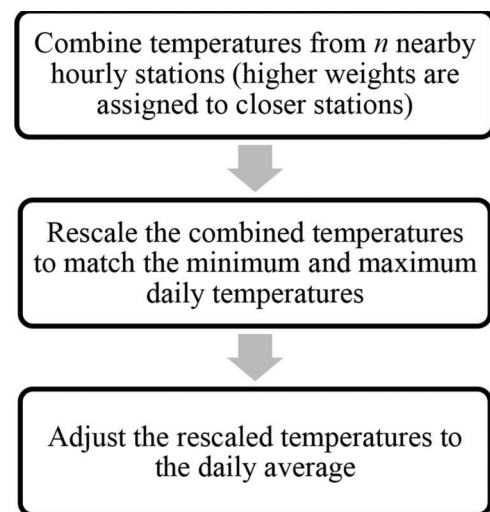 Combine temperatures from n nearby
hourly stations (higher weights are
assigned to closer stations)
Rescale the combined temperatures
to match the minimum and maximum
daily temperatures
Adjust the rescaled temperatures to
the daily average